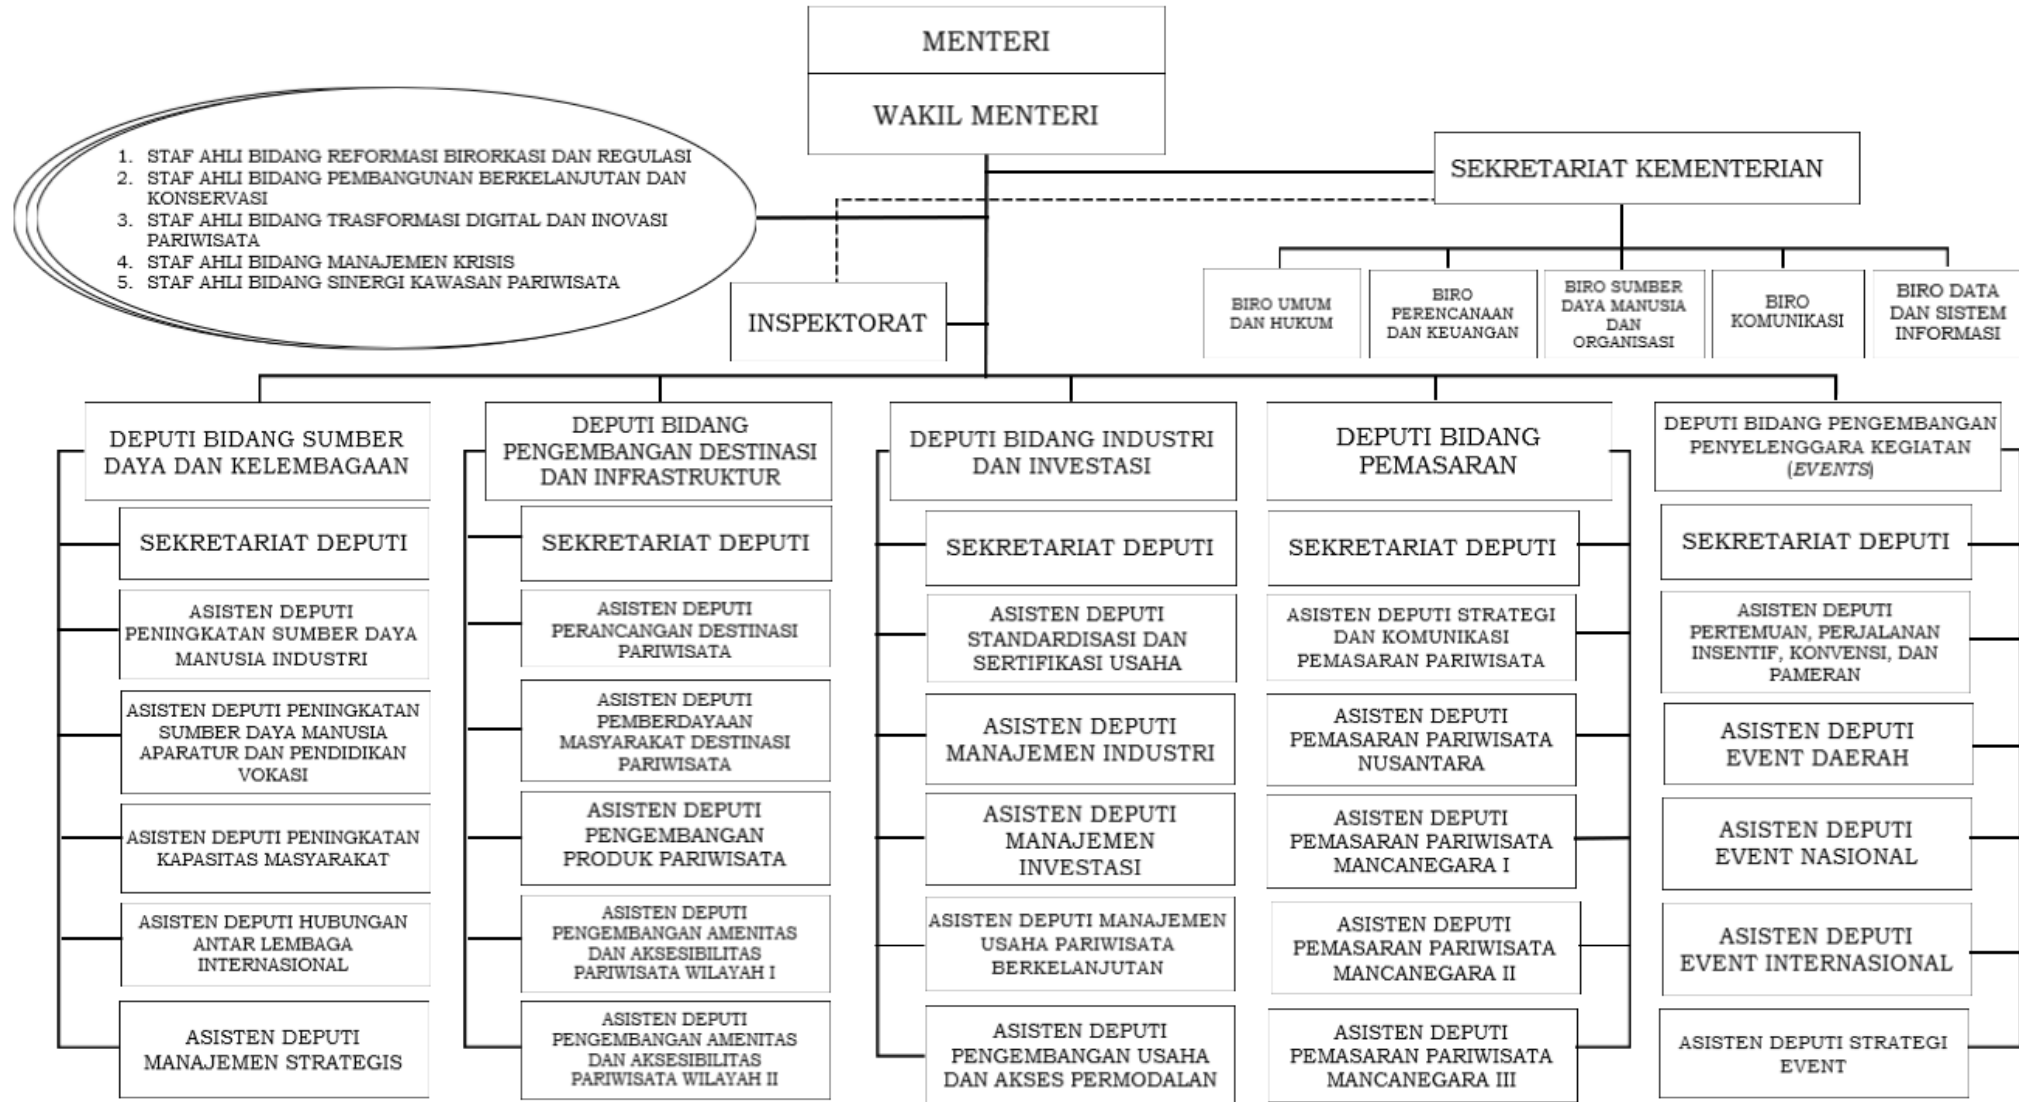 MENTERI
WAKIL MENTERI
1. STAF AHLI BIDANG REFORMASI BIRORKASI DAN REGULASI
2. STAF AHLI BIDANG PEMBANGUNAN BERKELANJUTAN DAN
KONSERVASI
3. STAF AHLI BIDANG TRASFORMASI DIGITAL DAN INOVASI
PARIWISATA
4. STAF AHLI BIDANG MANAJEMEN KRISIS
5. STAF AHLI BIDANG SINERGI KAWASAN PARIWISATA
SEKRETARIAT KEMENTERIAN
INSPEKTORAT
BIRO UMUM
DAN HUKUM
BIRO
PERENCANAAN
DAN KEUANGAN
BIRO SUMBER
DAYA MANUSIA
DAN
ORGANISASI
BIRO
KOMUNIKASI
BIRO DATA
DAN SISTEM
INFORMASI
DEPUTI BIDANG SUMBER
DAYA DAN KELEMBAGAAN
SEKRETARIAT DEPUTI
ASISTEN DEPUTI
PENINGKATAN SUMBER DAYA
MANUSIA INDUSTRI
ASISTEN DEPUTI PENINGKATAN
SUMBER DAYA MANUSIA
APARATUR DAN PENDIDIKAN
VOKASI
ASISTEN DEPUTI PENINGKATAN
KAPASITAS MASYARAKAT
ASISTEN DEPUTI HUBUNGAN
ANTAR LEMBAGA
INTERNASIONAL
ASISTEN DEPUTI
MANAJEMEN STRATEGIS
DEPUTI BIDANG
PENGEMBANGAN DESTINASI
DAN INFRASTRUKTUR
SEKRETARIAT DEPUTI
ASISTEN DEPUTI
PERANCANGAN DESTINASI
PARIWISATA
ASISTEN DEPUTI
PEMBERDAYAAN
MASYARAKAT DESTINASI
PARIWISATA
ASISTEN DEPUTI
PENGEMBANGAN
PRODUK PARIWISATA
ASISTEN DEPUTI
PENGEMBANGAN AMENITAS
DAN AKSESIBILITAS
PARIWISATA WILAYAH I
ASISTEN DEPUTI
PENGEMBANGAN AMENITAS
DAN AKSESIBILITAS
PARIWISATA WILAYAH II
DEPUTI BIDANG INDUSTRI
DAN INVESTASI
SEKRETARIAT DEPUTI
ASISTEN DEPUTI
STANDARDISASI DAN
SERTIFIKASI USAHA
ASISTEN DEPUTI
MANAJEMEN INDUSTRI
ASISTEN DEPUTI
MANAJEMEN
INVESTASI
ASISTEN DEPUTI MANAJEMEN
USAHA PARIWISATA
BERKELANJUTAN
ASISTEN DEPUTI
PENGEMBANGAN USAHA
DAN AKSES PERMODALAN
DEPUTI BIDANG
PEMASARAN
SEKRETARIAT DEPUTI
ASISTEN DEPUTI STRATEGI
DAN KOMUNIKASI
PEMASARAN PARIWISATA
ASISTEN DEPUTI
PEMASARAN PARIWISATA
NUSANTARA
ASISTEN DEPUTI
PEMASARAN PARIWISATA
MANCANEGARA I
ASISTEN DEPUTI
PEMASARAN PARIWISATA
MANCANEGARA II
ASISTEN DEPUTI
PEMASARAN PARIWISATA
MANCANEGARA III
DEPUTI BIDANG PENGEMBANGAN
PENYELENGGARA KEGIATAN
(EVENTS)
SEKRETARIAT DEPUTI
ASISTEN DEPUTI
PERTEMUAN, PERJALANAN
INSENTIF, KONVENSI, DAN
PAMERAN
ASISTEN DEPUTI
EVENT DAERAH
ASISTEN DEPUTI
EVENT NASIONAL
ASISTEN DEPUTI
EVENT INTERNASIONAL
ASISTEN DEPUTI STRATEGI
EVENT